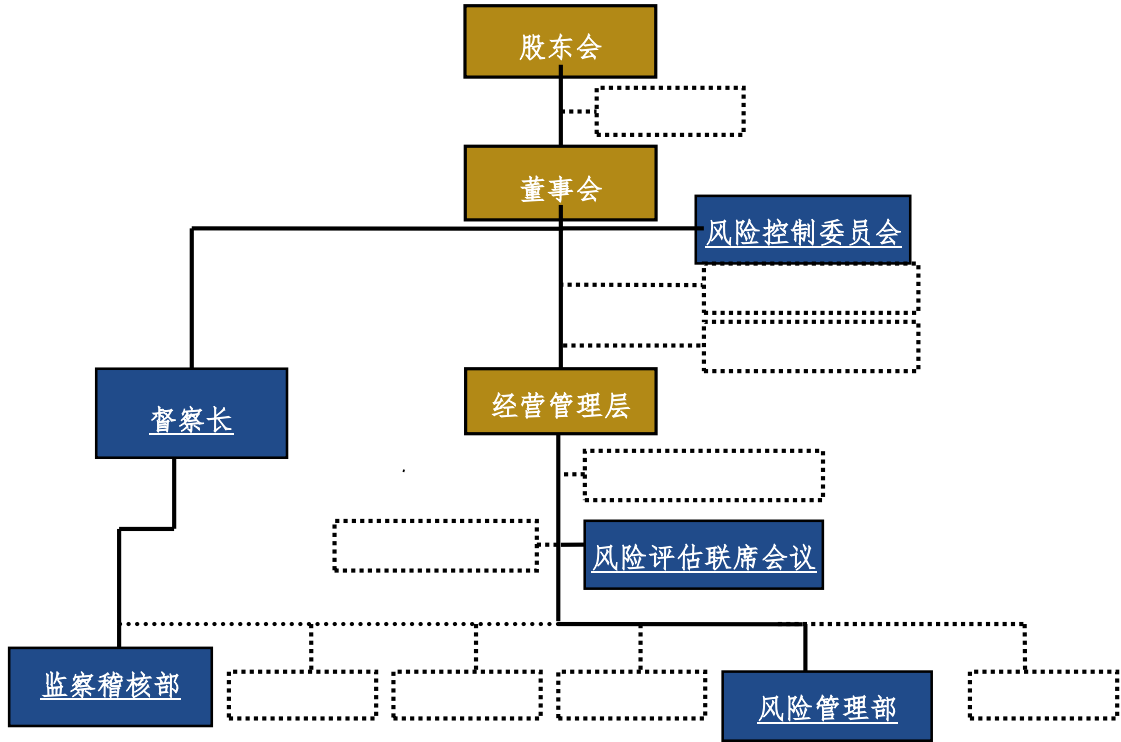 股东会
董事会
风险控制委员会
督察长
经营管理层
风险评估联席会议
监察稽核部
风险管理部